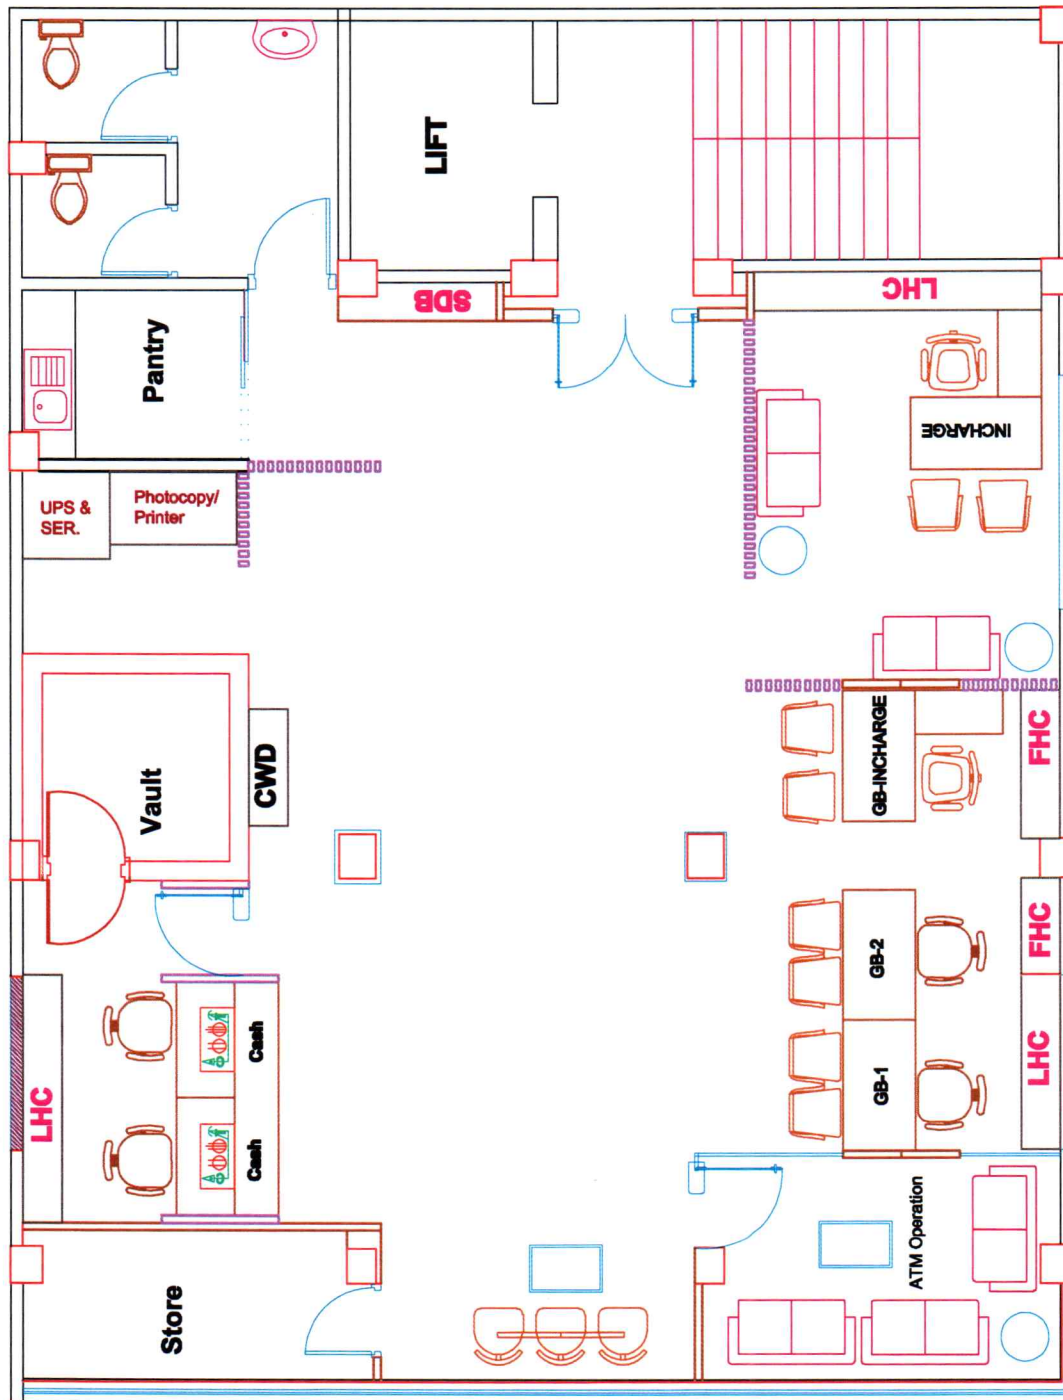 LIFT
SDB
LHC
Pantry
INCHARGE
UPS &
SER.
Photocopy/
Printer
Vault
CWD
GB-INCHARGE
FHC
GB-2
FHC
LHC
Cash
GB-1
LHC
Cash
ATM Operation
Store